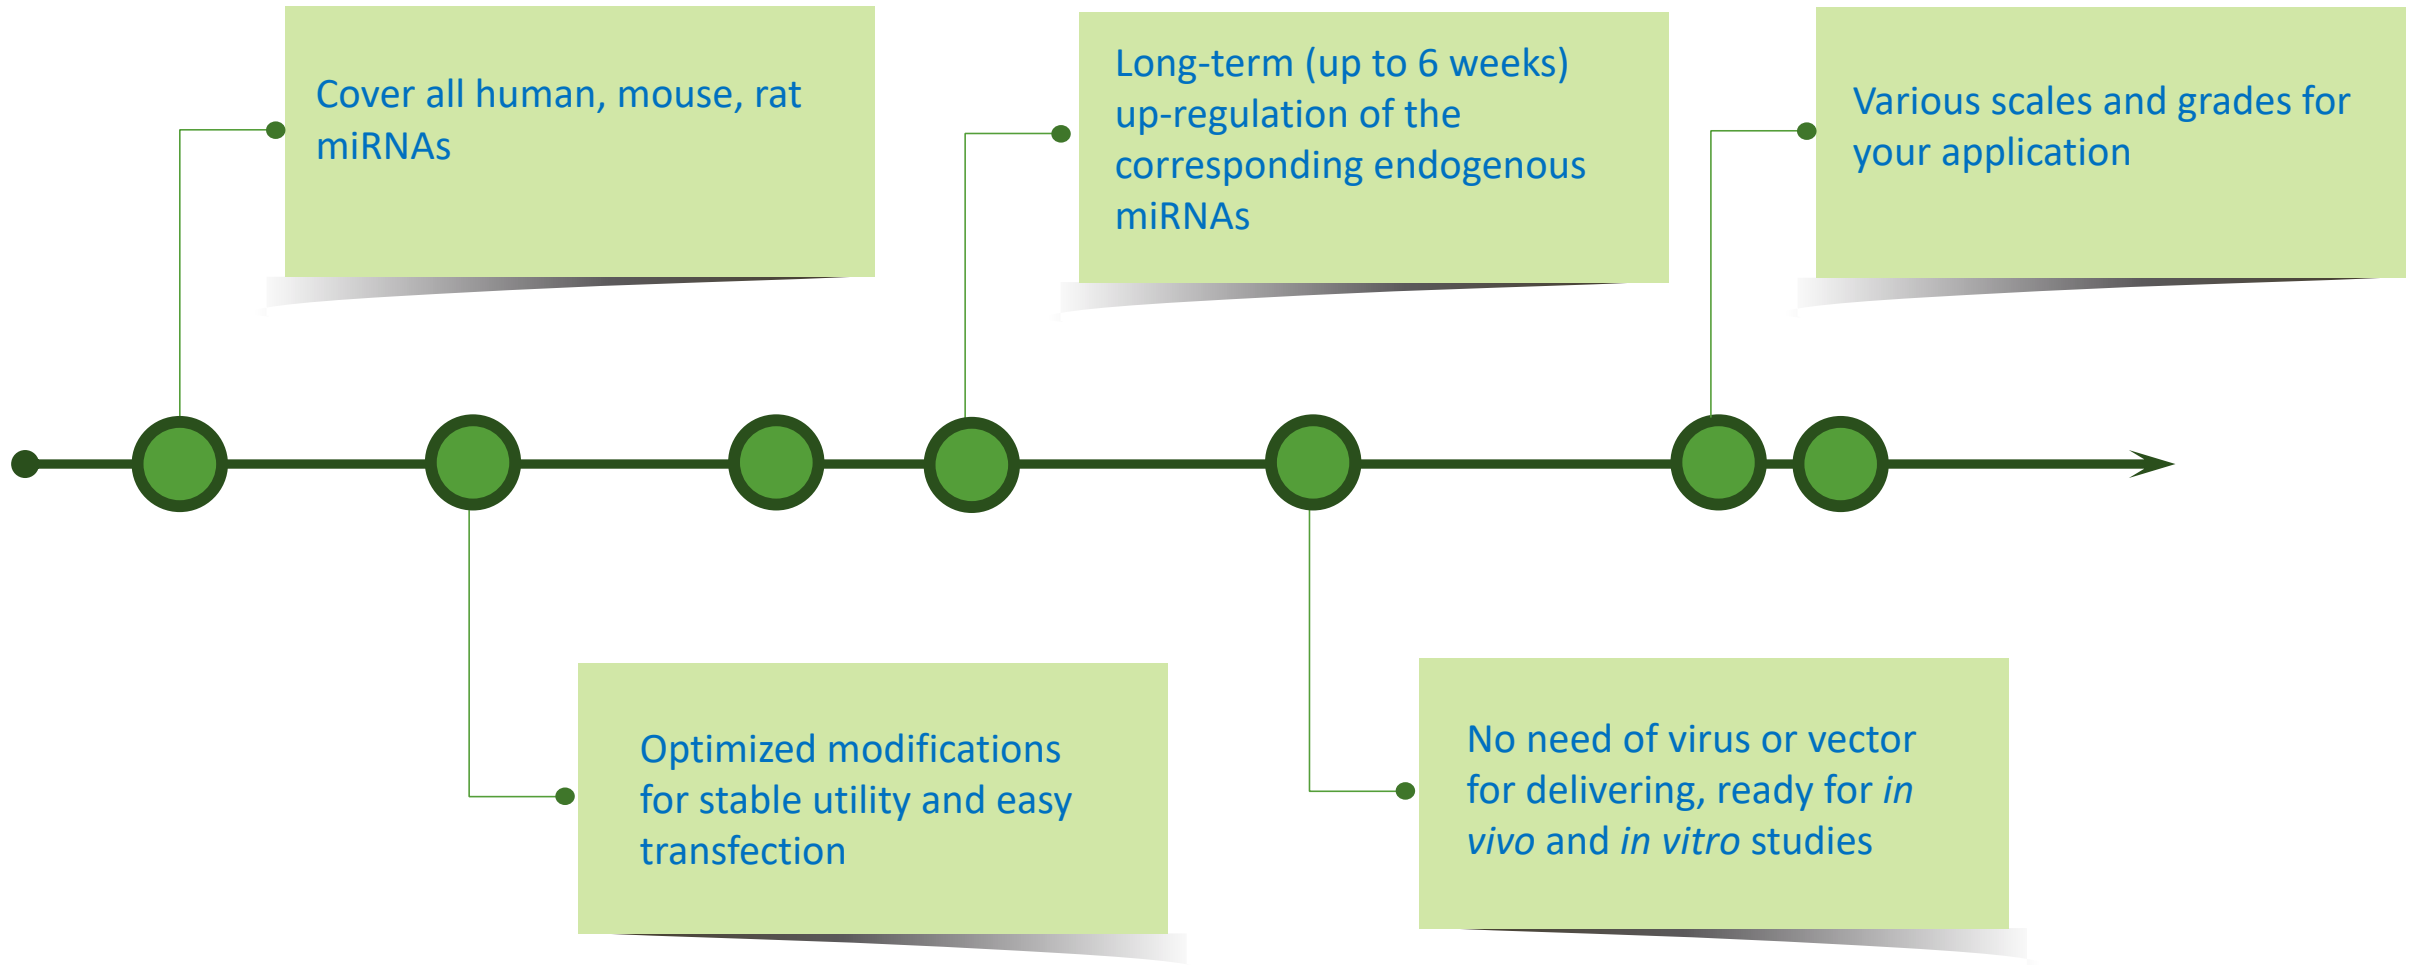 Cover all human, mouse, rat
miRNAs
Long-term (up to 6 weeks)
up-regulation of the
corresponding endogenous
miRNAs
Various scales and grades for
your application
Optimized modifications
for stable utility and easy
transfection
No need of virus or vector
for delivering, ready for in
vivo and in vitro studies